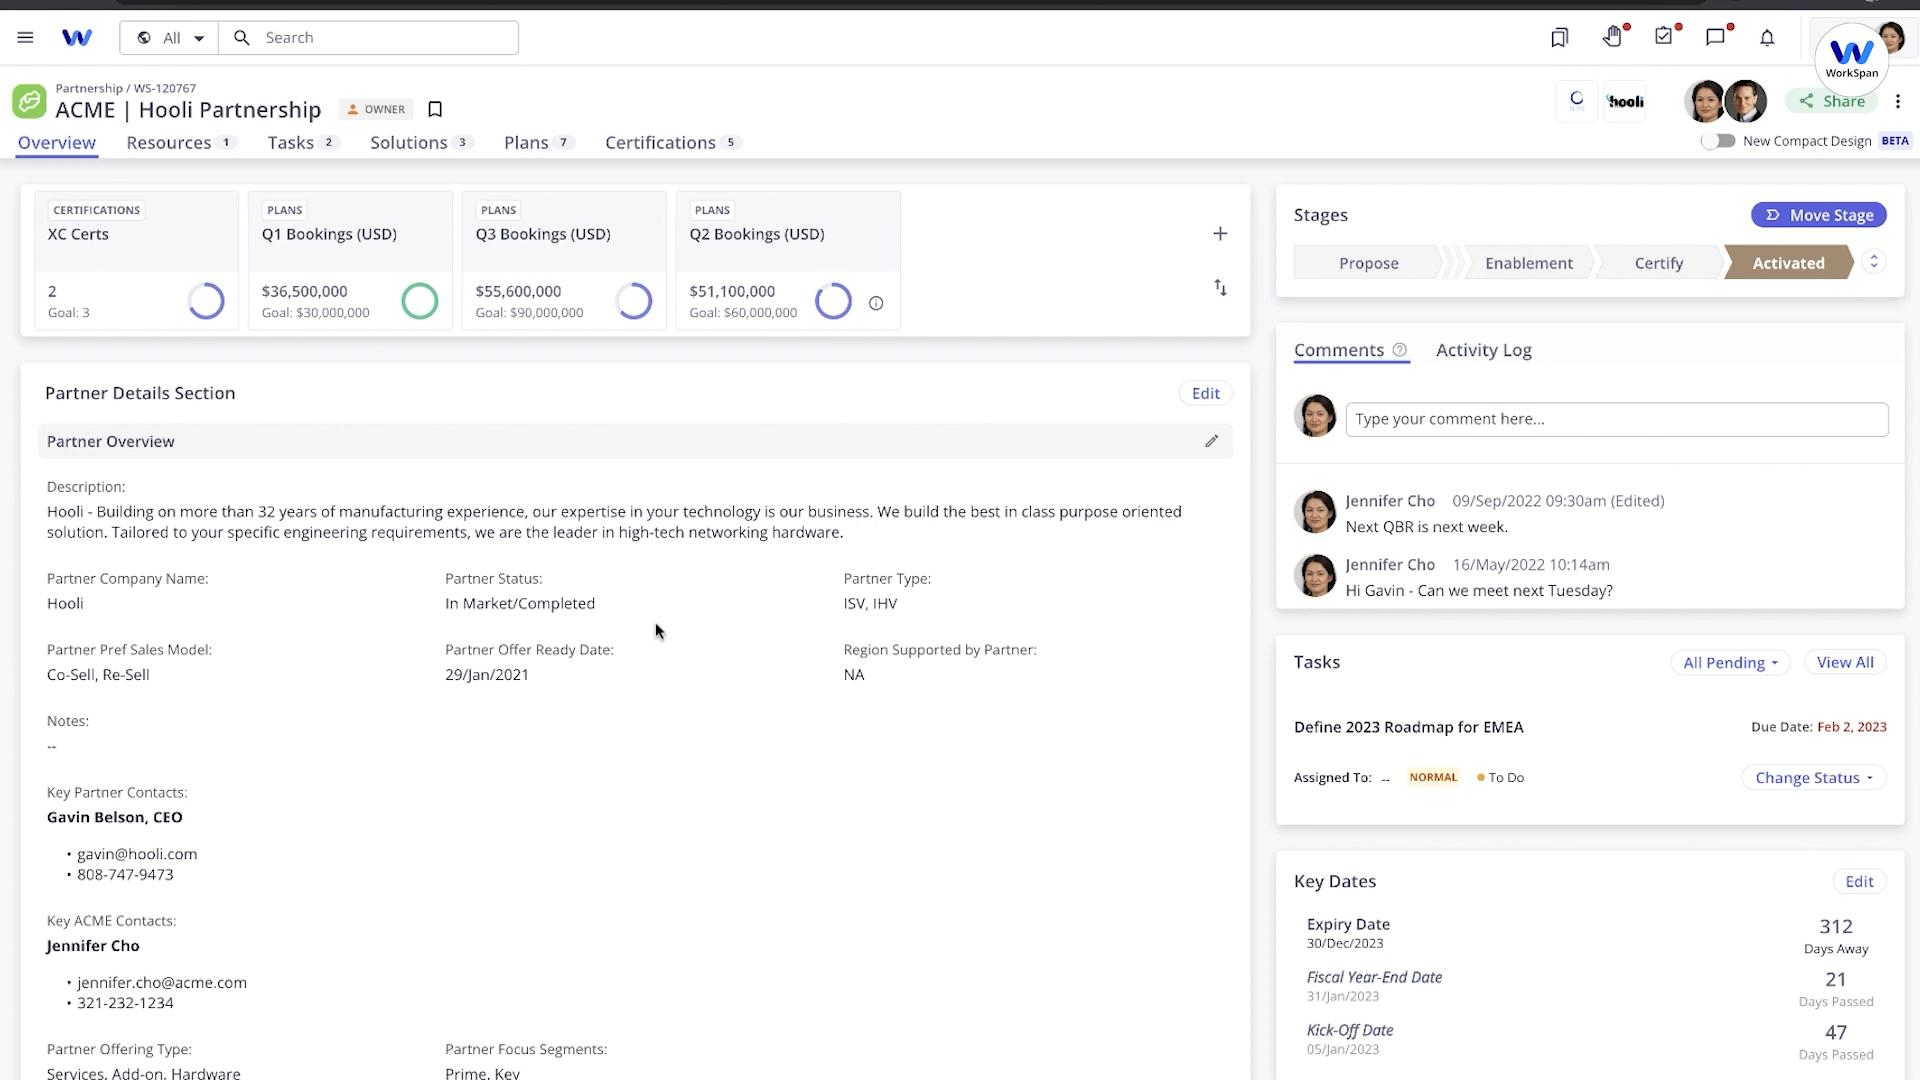 All
Search
WorkSpan
Partnership / WS-120767
ACME | Hooli Partnership
OWNER
hooli
Share
Overview
Resources 1
Tasks 2
Solutions 3
Plans 7
Certifications 5
New Compact Design BETA
CERTIFICATIONS
XC Certs
2
Goal: 3
PLANS
Q1 Bookings (USD)
$36,500,000
Goal: $30,000,000
PLANS
Q3 Bookings (USD)
$55,600,000
Goal: $90,000,000
PLANS
Q2 Bookings (USD)
$51,100,000
Goal: $60,000,000
Partner Details Section
Edit
Partner Overview
Description:
Hooli - Building on more than 32 years of manufacturing experience, our expertise in your technology is our business. We build the best in class purpose oriented
solution. Tailored to your specific engineering requirements, we are the leader in high-tech networking hardware.
Partner Company Name:
Hooli
Partner Status:
In Market/Completed
Partner Type:
ISV, IHV
Partner Pref Sales Model:
Co-Sell, Re-Sell
Partner Offer Ready Date:
29/Jan/2021
Region Supported by Partner:
NA
Notes:
--
Key Partner Contacts:
Gavin Belson, CEO
• gavin@hooli.com
• 808-747-9473
Key ACME Contacts:
Jennifer Cho
• jennifer.cho@acme.com
• 321-232-1234
Partner Offering Type:
Services, Add-on, Hardware
Partner Focus Segments:
Prime, Key
Stages
Move Stage
Propose
Enablement
Certify
Activated
Comments
Activity Log
Type your comment here...
Jennifer Cho 09/Sep/2022 09:30am (Edited)
Next QBR is next week.
Jennifer Cho 16/May/2022 10:14am
Hi Gavin - Can we meet next Tuesday?
Tasks
All Pending
View All
Define 2023 Roadmap for EMEA
Due Date: Feb 2, 2023
Assigned To: --
NORMAL
To Do
Change Status
Key Dates
Edit
Expiry Date
30/Dec/2023
312
Days Away
Fiscal Year-End Date
31/Jan/2023
21
Days Passed
Kick-Off Date
05/Jan/2023
47
Days Passed